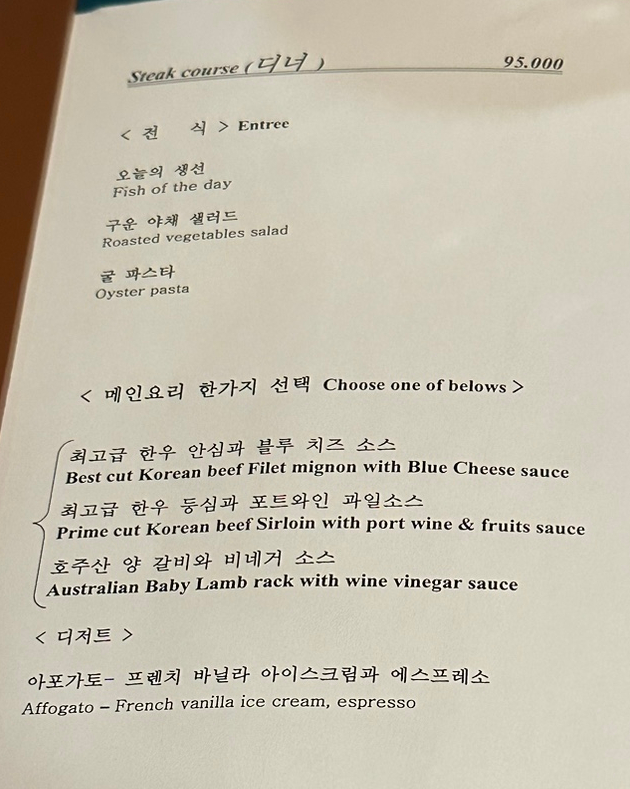 Steak course ( 디너 ) 95.000
< 전 식 > Entree
오늘의 생선
Fish of the day
구운 야채 샐러드
Roasted vegetables salad
굴 파스타
Oyster pasta
< 메인요리 한가지 선택 Choose one of belows >
최고급 한우 안심과 블루 치즈 소스
Best cut Korean beef Filet mignon with Blue Cheese sauce
최고급 한우 등심과 포트와인 과일소스
Prime cut Korean beef Sirloin with port wine & fruits sauce
호주산 양 갈비와 비네거 소스
Australian Baby Lamb rack with wine vinegar sauce
< 디저트 >
아포가토- 프렌치 바닐라 아이스크림과 에스프레소
Affogato – French vanilla ice cream, espresso